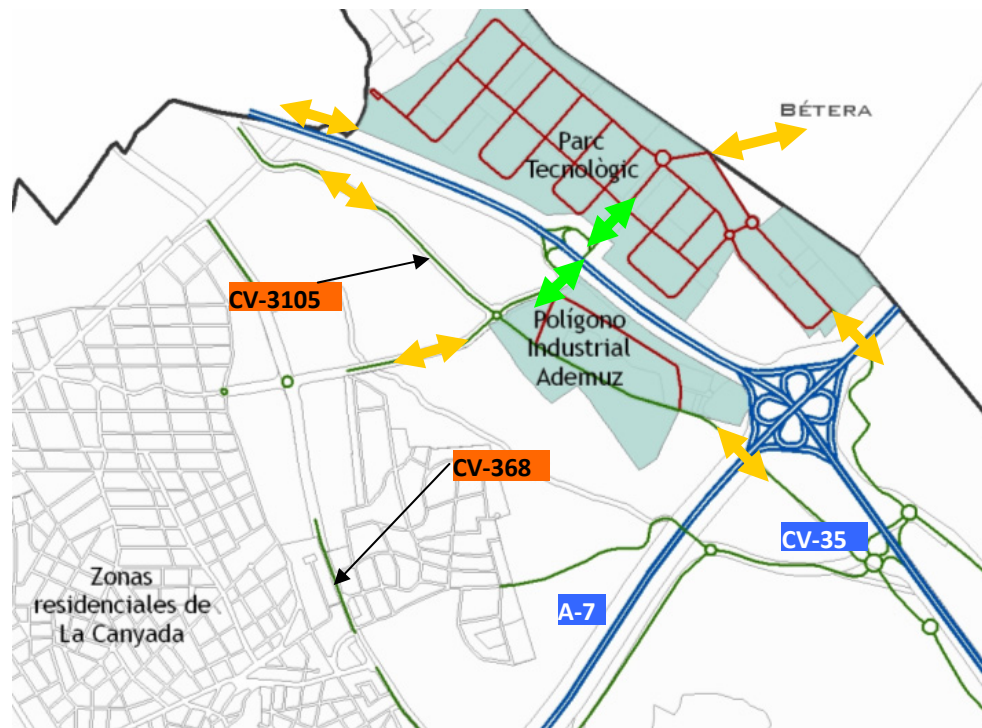 BÉTERA
Parc
Tecnològic
CV-3105
Polígono
Industrial
Ademuz
CV-368
CV-35
Zonas
residenciales de
La Canyada
A-7